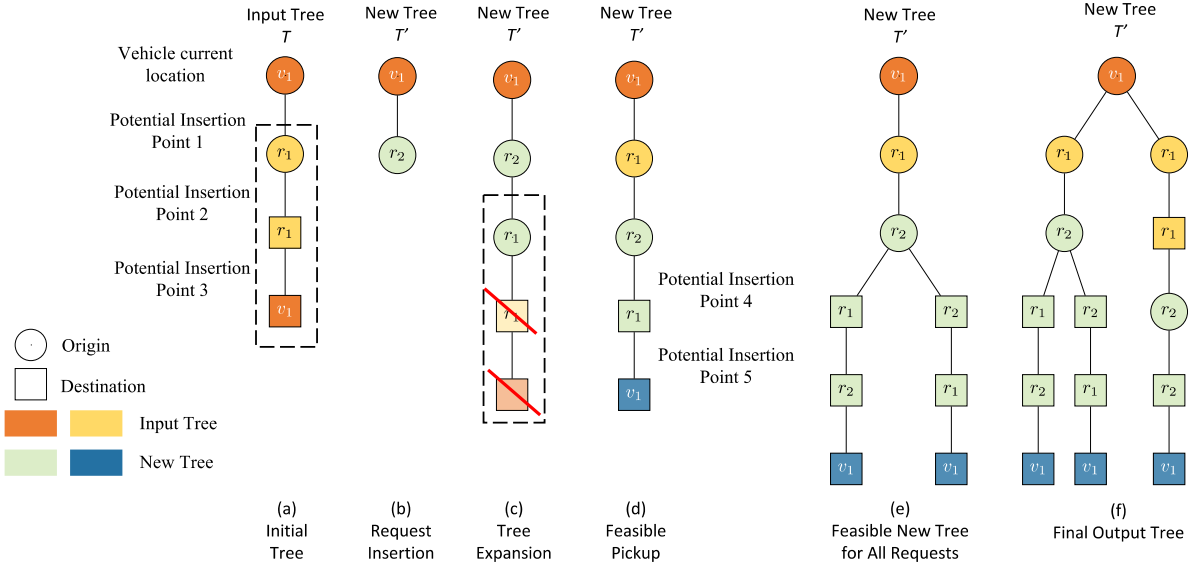 Input Tree
T
New Tree
T'
New Tree
T'
New Tree
T'
New Tree
T'
New Tree
T'
Vehicle current
location
Potential Insertion
Point 1
Potential Insertion
Point 2
Potential Insertion
Point 3
v1
r1
r1
v1
v1
r2
v1
r2
r1
r1
v1
r1
r2
r1
v1
Potential Insertion
Point 4
Potential Insertion
Point 5
v1
r1
r2
r1
r2
r2
r1
v1
v1
v1
r1
r1
r2
r1
r1
r2
r2
r2
r1
r2
v1
v1
v1
Origin
Destination
Input Tree
New Tree
(a)
Initial
Tree
(b)
Request
Insertion
(c)
Tree
Expansion
(d)
Feasible
Pickup
(e)
Feasible New Tree
for All Requests
(f)
Final Output Tree